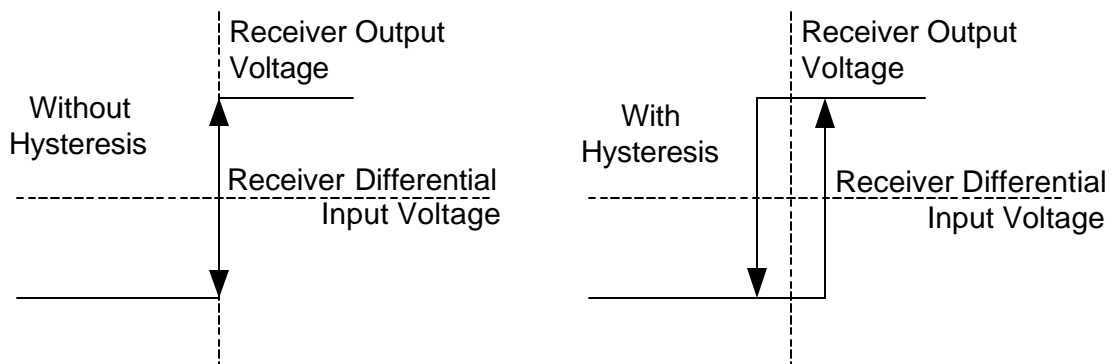 Receiver Output
Voltage
Without
Hysteresis
Receiver Differential
Input Voltage
Receiver Output
Voltage
With
Hysteresis
Receiver Differential
Input Voltage